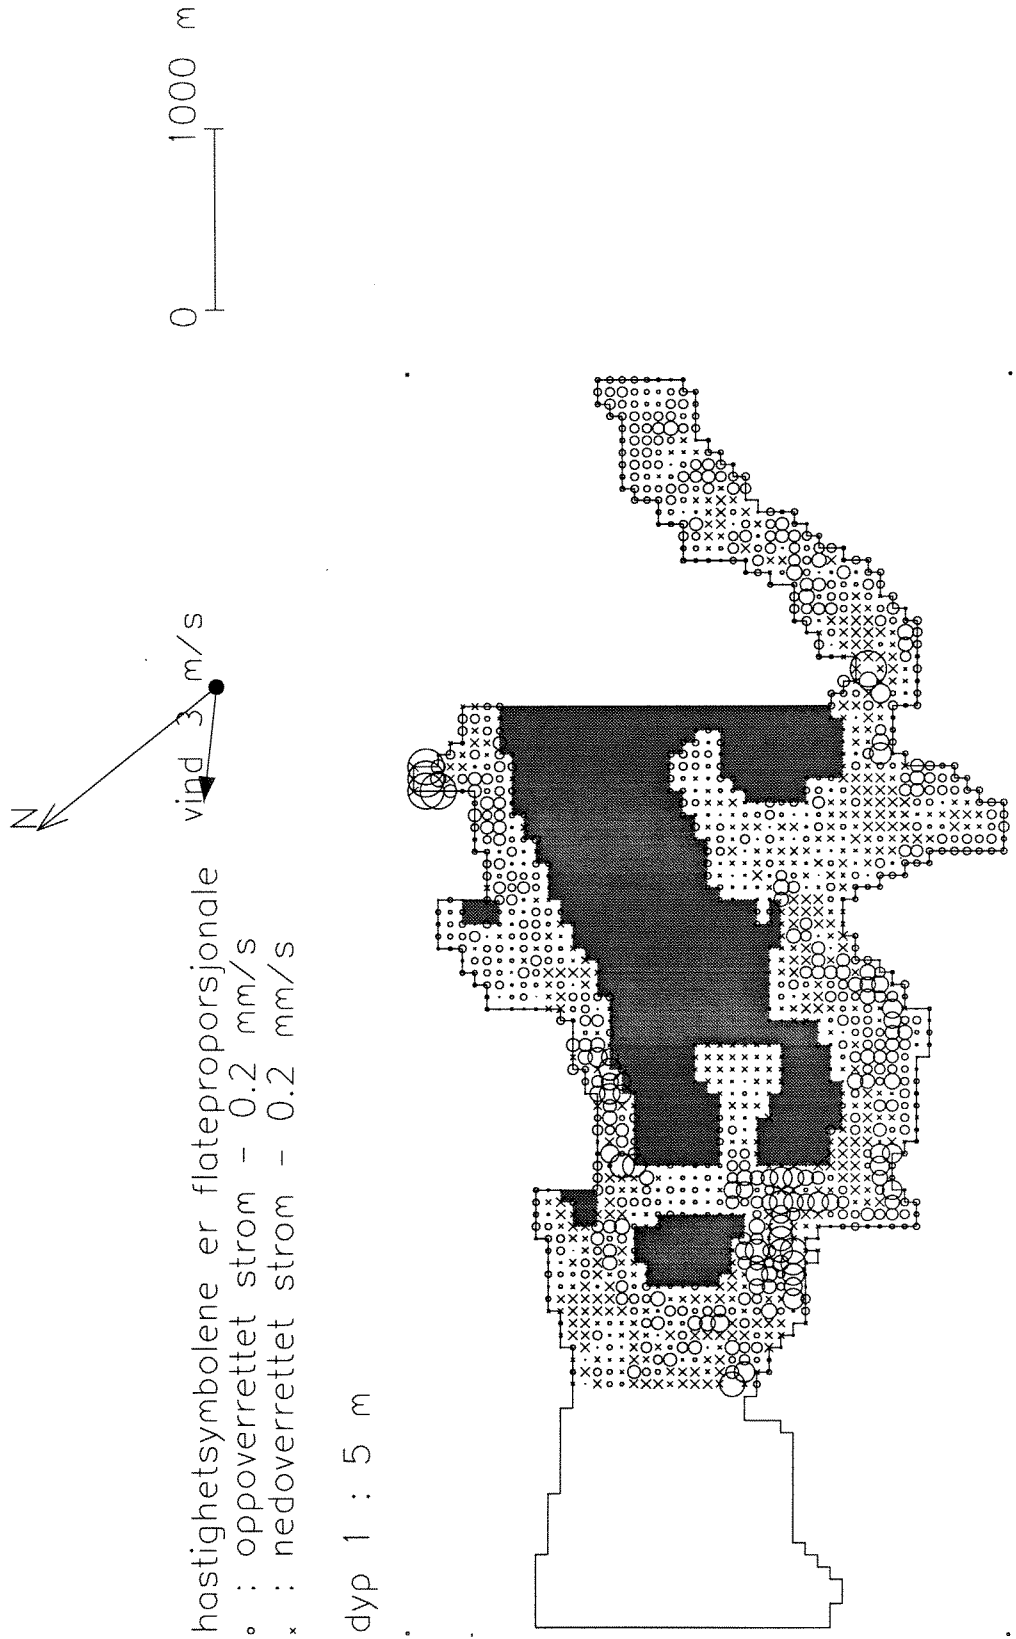 N
vind 3 m/s
0 1000 m
hastighetsymbolene er flateproporsjonale
o : oppoverrettet strom - 0.2 mm/s
x : nedoverrettet strom - 0.2 mm/s
dyp 1 : 5 m